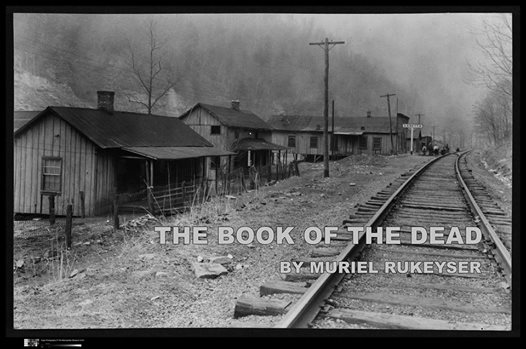 THE BOOK OF THE DEAD
BY MURIEL RUKEYSER